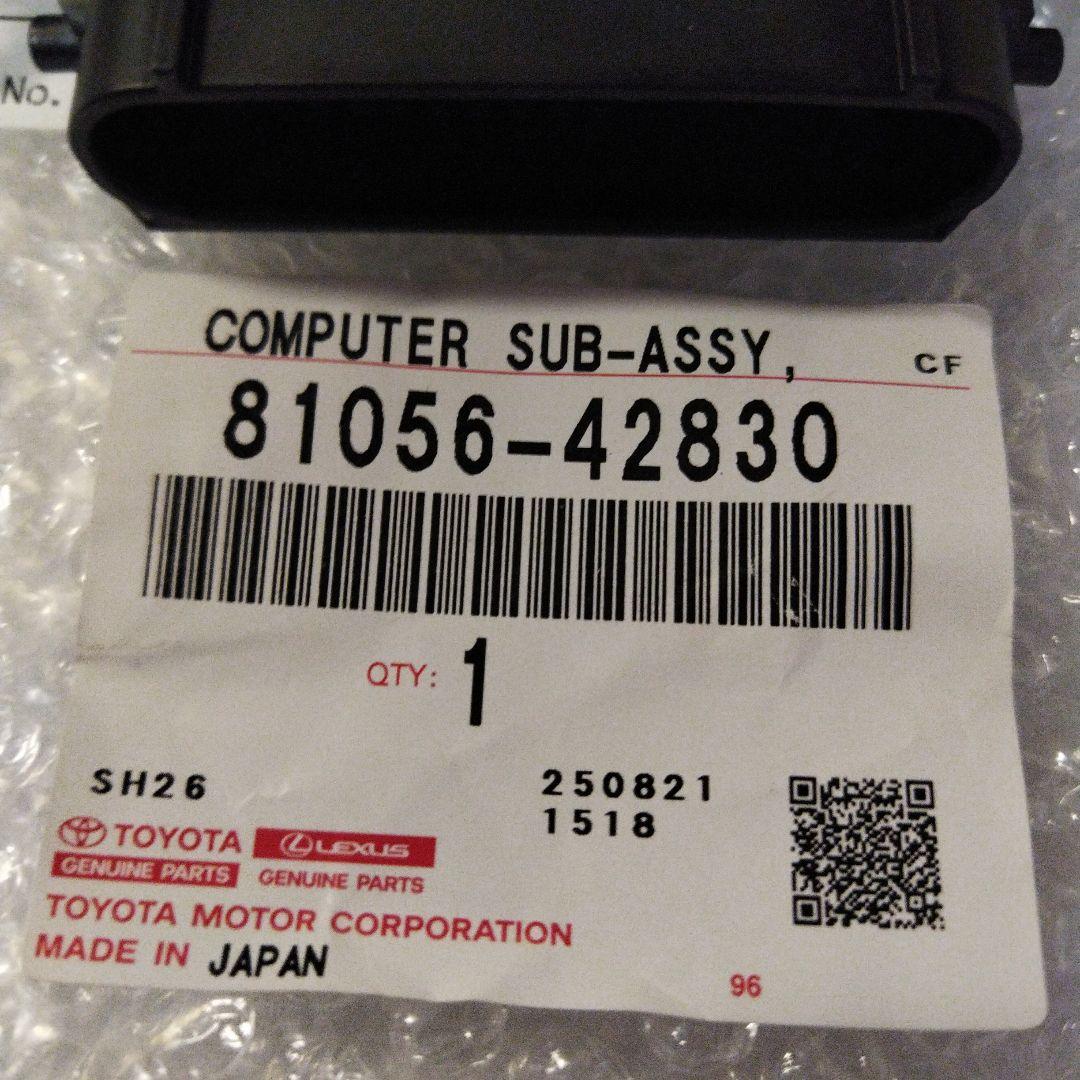 No.
COMPUTER SUB-ASSY, CF
81056-42830
QTY: 1
SH26 250821
1518
TOYOTA LEXUS
GENUINE PARTS GENUINE PARTS
TOYOTA MOTOR CORPORATION
MADE IN JAPAN
96